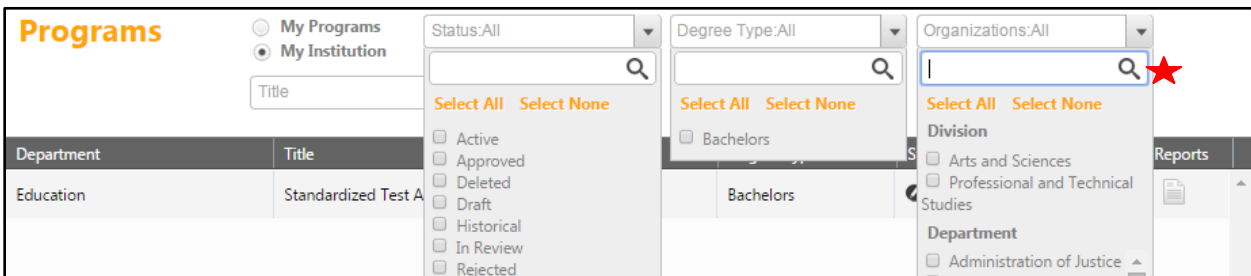 Programs
My Programs
My Institution
Title
Status:All
Select All Select None
Active
Approved
Deleted
Draft
Historical
In Review
Rejected
Degree Type:All
Select All Select None
Bachelors
Organizations:All
Select All Select None
Division
Arts and Sciences
Professional and Technical
Studies
Department
Administration of Justice
Department Title Reports
Education Standardized Test A Bachelors